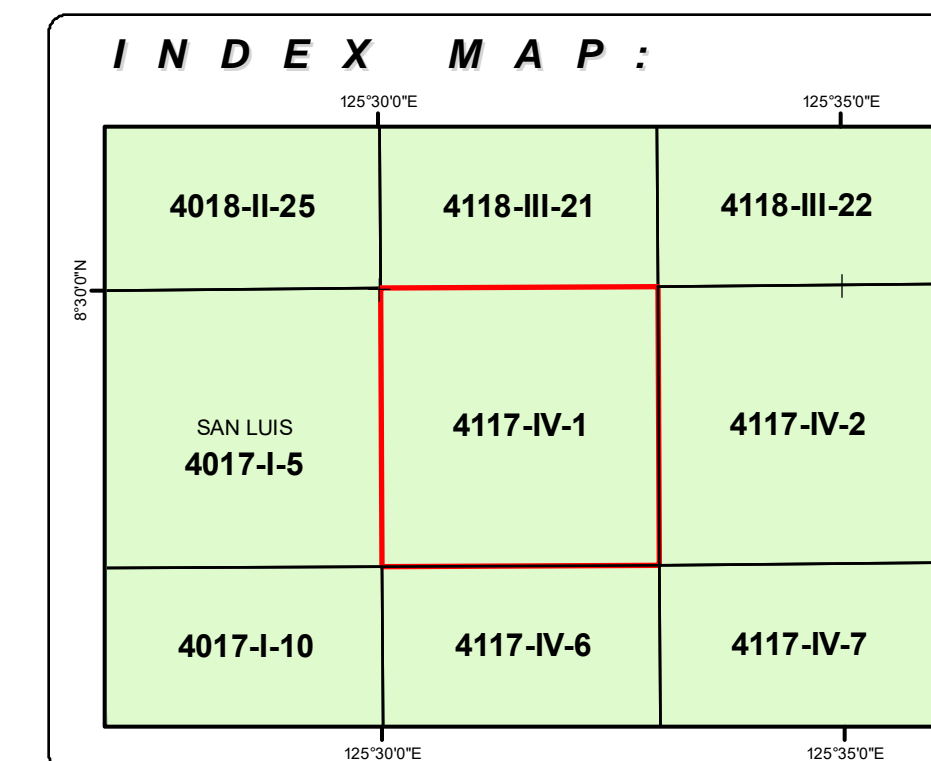 INDEX MAP:
125°30'0"E 125°35'0"E
4018-II-25 4118-III-21 4118-III-22
8°30'0"N
SAN LUIS
4017-I-5 4117-IV-1 4117-IV-2
4017-I-10 4117-IV-6 4117-IV-7
125°30'0"E 125°35'0"E